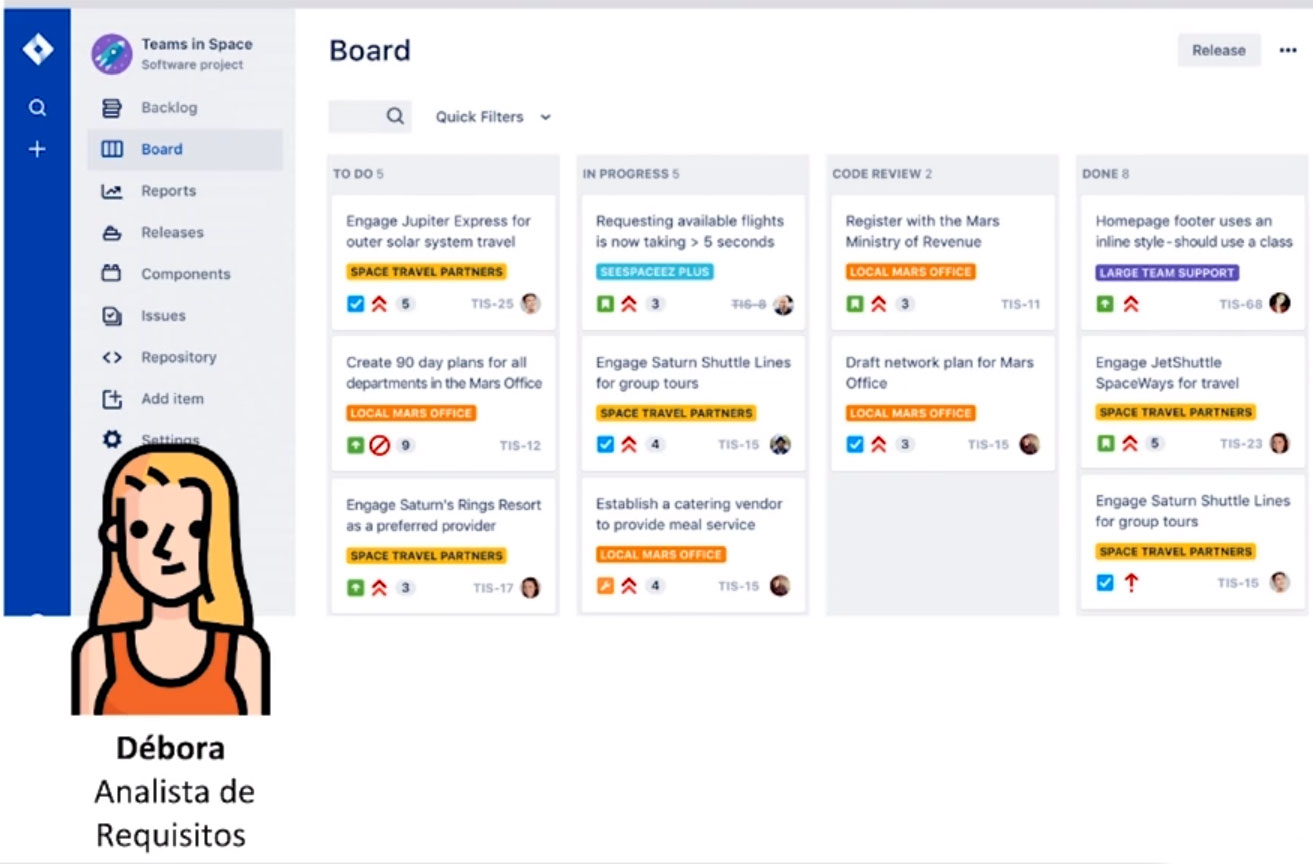 Teams in Space
Software project
Backlog
Board
Reports
Releases
Components
Issues
Repository
Add item
Settings
Board
Release
Quick Filters
TO DO 5
Engage Jupiter Express for
outer solar system travel
SPACE TRAVEL PARTNERS
5 TIS-25
Create 90 day plans for all
departments in the Mars Office
LOCAL MARS OFFICE
9 TIS-12
Engage Saturn's Rings Resort
as a preferred provider
SPACE TRAVEL PARTNERS
3 TIS-17
IN PROGRESS 5
Requesting available flights
is now taking > 5 seconds
SEESPACEEZ PLUS
3 TIS-8
Engage Saturn Shuttle Lines
for group tours
SPACE TRAVEL PARTNERS
4 TIS-15
Establish a catering vendor
to provide meal service
LOCAL MARS OFFICE
4 TIS-15
CODE REVIEW 2
Register with the Mars
Ministry of Revenue
LOCAL MARS OFFICE
3 TIS-11
Draft network plan for Mars
Office
LOCAL MARS OFFICE
3 TIS-15
DONE 8
Homepage footer uses an
inline style - should use a class
LARGE TEAM SUPPORT
TIS-68
Engage JetShuttle
SpaceWays for travel
SPACE TRAVEL PARTNERS
5 TIS-23
Engage Saturn Shuttle Lines
for group tours
SPACE TRAVEL PARTNERS
TIS-15
Débora
Analista de
Requisitos